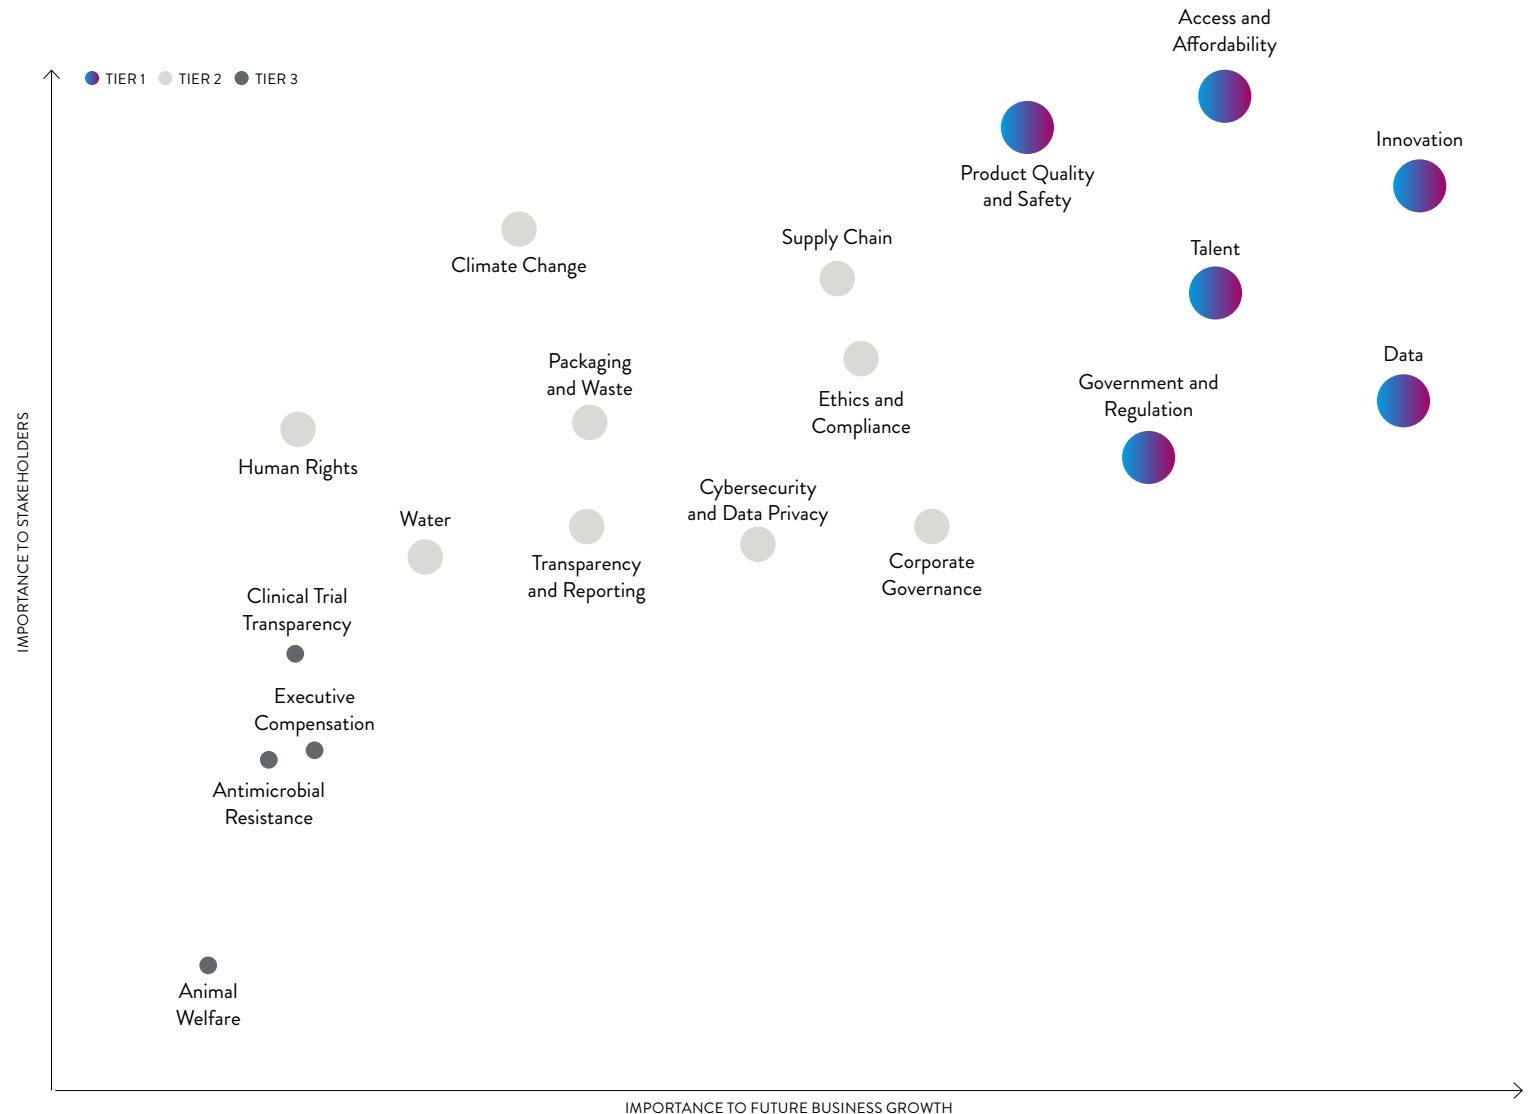 Access and
Affordability
TIER 1
TIER 2
TIER 3
Innovation
Product Quality
and Safety
Supply Chain
Talent
Climate Change
Packaging
and Waste
Data
Government and
Regulation
Ethics and
Compliance
Human Rights
Cybersecurity
and Data Privacy
Water
Transparency
and Reporting
Corporate
Governance
Clinical Trial
Transparency
Executive
Compensation
Antimicrobial
Resistance
Animal
Welfare
IMPORTANCE TO STAKEHOLDERS
IMPORTANCE TO FUTURE BUSINESS GROWTH